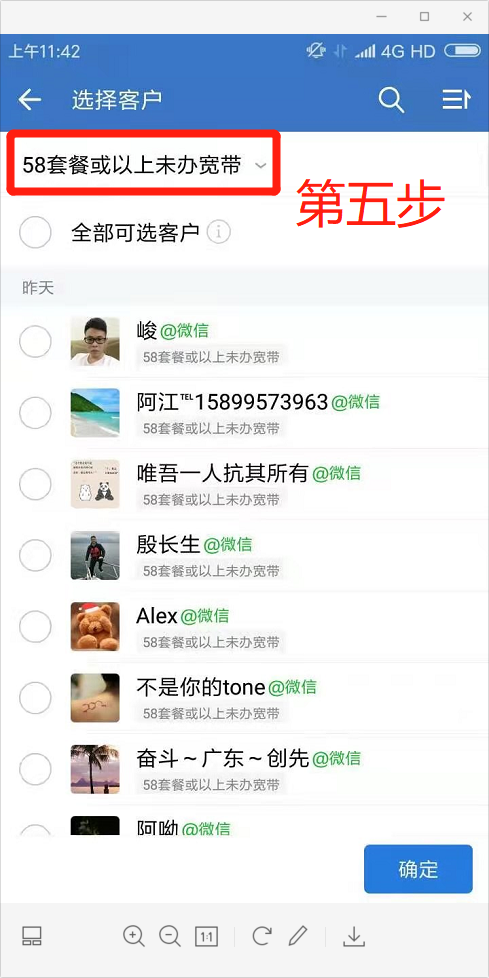 上午11:42
4G HD
选择客户
58套餐或以上未办宽带
第五步
全部可选客户
昨天
峻@微信
58套餐或以上未办宽带
阿江℡15899573963@微信
58套餐或以上未办宽带
唯吾一人抗其所有@微信
58套餐或以上未办宽带
殷长生@微信
58套餐或以上未办宽带
Alex@微信
58套餐或以上未办宽带
不是你的tone@微信
58套餐或以上未办宽带
奋斗～广东～创先@微信
58套餐或以上未办宽带
阿呦@微信
确定
1:1